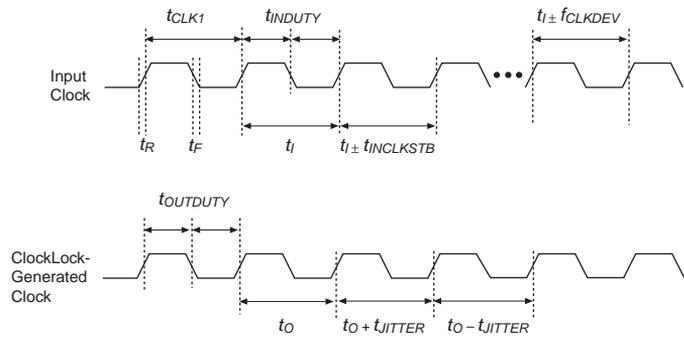 tCLK1 tINDUTY tI ± fCLKDEV
Input
Clock
tR tF tI tI ± tINCLKSTB
tOUTDUTY
ClockLock-
Generated
Clock
tO tO + tJITTER tO – tJITTER